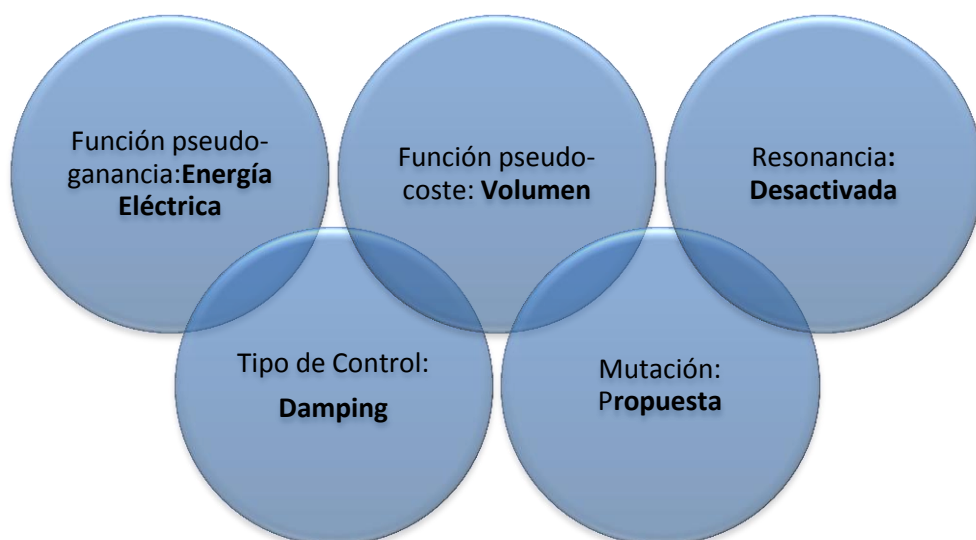 Función pseudo-
ganancia:Energía
Eléctrica
Función pseudo-
coste: Volumen
Resonancia:
Desactivada
Tipo de Control:
Damping
Mutación:
Propuesta